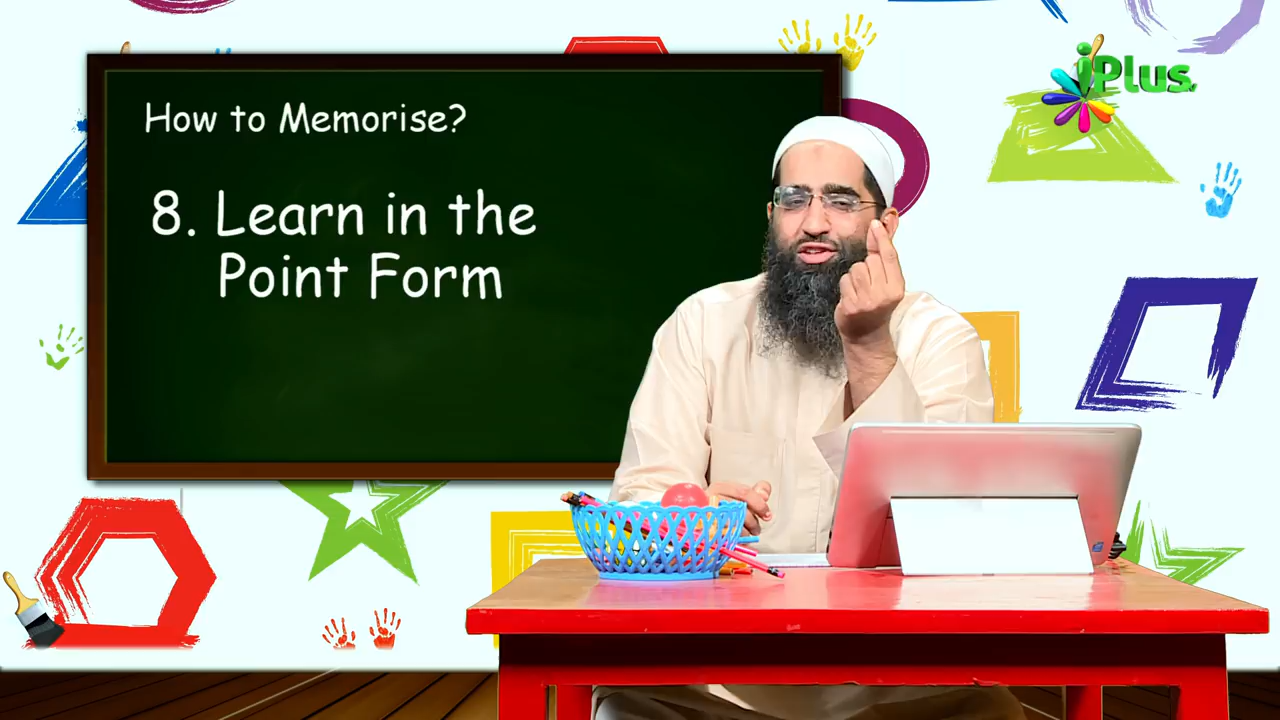 How to Memorise?
8. Learn in the
Point Form
iPlus